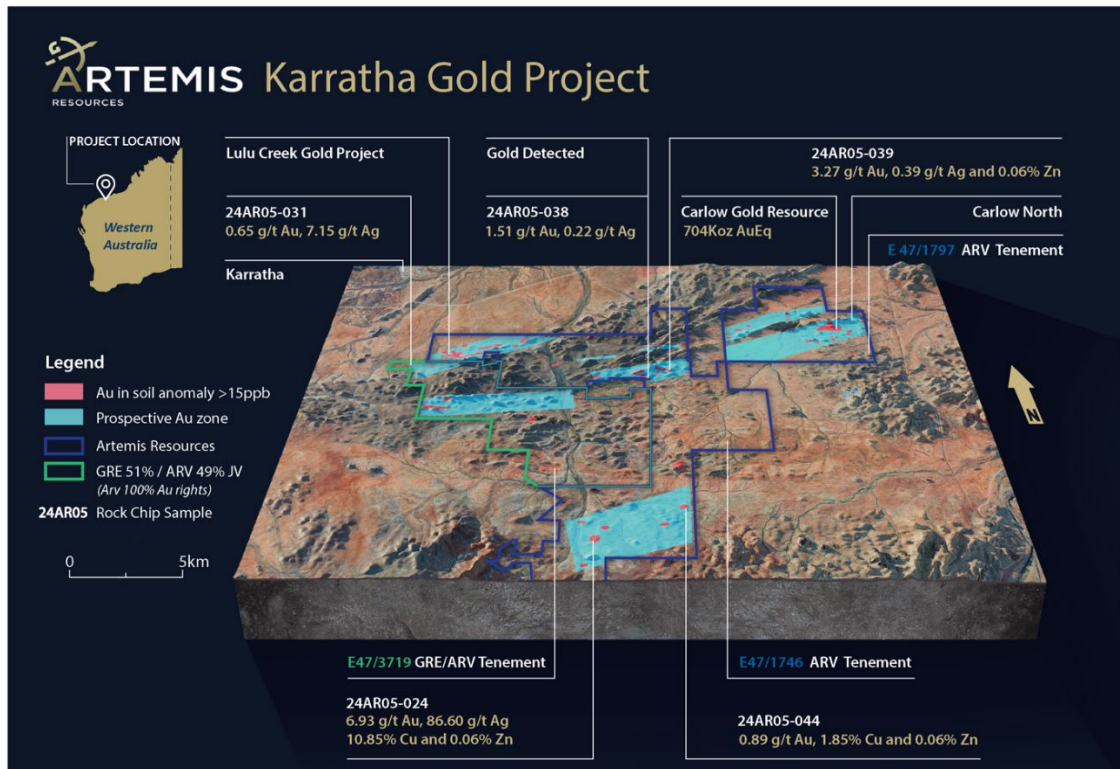 ARTEMIS
RESOURCES
Karratha Gold Project
PROJECT LOCATION
Western
Australia
Lulu Creek Gold Project
Gold Detected
24AR05-039
3.27 g/t Au, 0.39 g/t Ag and 0.06% Zn
24AR05-031
0.65 g/t Au, 7.15 g/t Ag
24AR05-038
1.51 g/t Au, 0.22 g/t Ag
Carlow Gold Resource
704Koz AuEq
Carlow North
E 47/1797 ARV Tenement
Karratha
Legend
Au in soil anomaly >15ppb
Prospective Au zone
Artemis Resources
GRE 51% / ARV 49% JV
(Arv 100% Au rights)
24AR05 Rock Chip Sample
0 5km
N
E47/3719 GRE/ARV Tenement
E47/1746 ARV Tenement
24AR05-024
6.93 g/t Au, 86.60 g/t Ag
10.85% Cu and 0.06% Zn
24AR05-044
0.89 g/t Au, 1.85% Cu and 0.06% Zn